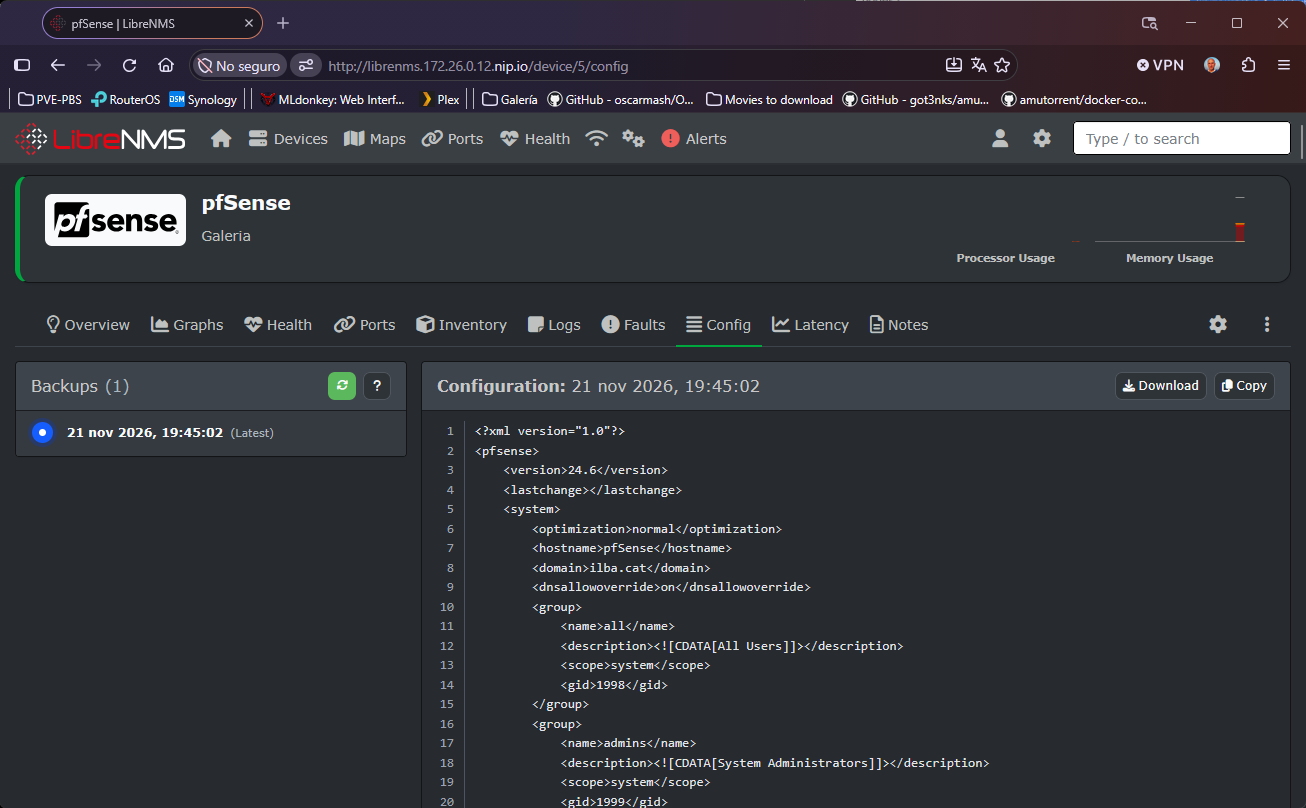 pfSense | LibreNMS
No seguro
http://librenms.172.26.0.12.nip.io/device/5/config
VPN
PVE-PBS
RouterOS
DSM Synology
MLdonkey: Web Interf...
Plex
Galería
GitHub - oscarmash/O...
Movies to download
GitHub - got3nks/amu...
amutorrent/docker-co...
LibreNMS
Devices
Maps
Ports
Health
Alerts
Type / to search
pfsense
pfSense
Galeria
Processor Usage
Memory Usage
Overview
Graphs
Health
Ports
Inventory
Logs
Faults
Config
Latency
Notes
Backups (1)
?
21 nov 2026, 19:45:02 (Latest)
Configuration: 21 nov 2026, 19:45:02
Download
Copy
1 <?xml version="1.0"?>
2 <pfsense>
3 <version>24.6</version>
4 <lastchange></lastchange>
5 <system>
6 <optimization>normal</optimization>
7 <hostname>pfSense</hostname>
8 <domain>ilba.cat</domain>
9 <dnsallowoverride>on</dnsallowoverride>
10 <group>
11 <name>all</name>
12 <description><![CDATA[All Users]]></description>
13 <scope>system</scope>
14 <gid>1998</gid>
15 </group>
16 <group>
17 <name>admins</name>
18 <description><![CDATA[System Administrators]]></description>
19 <scope>system</scope>
20 <gid>1999</gid>